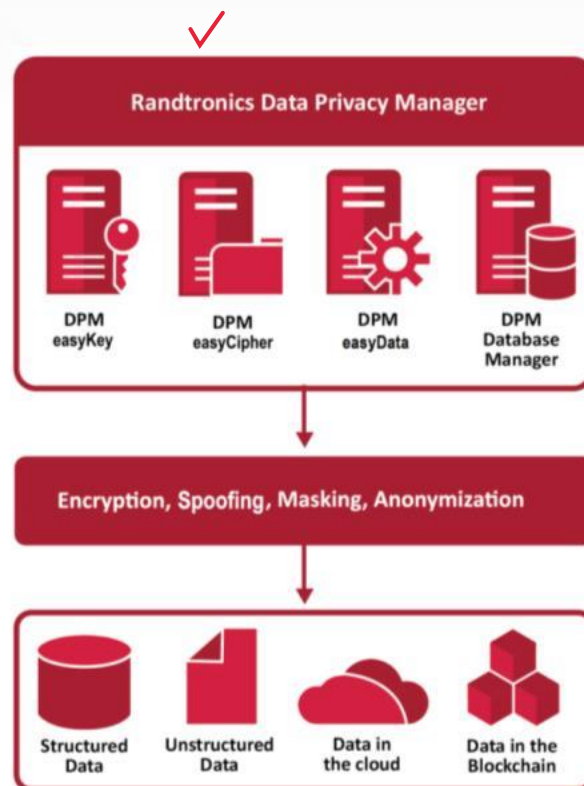 Randtronics Data Privacy Manager
DPM
easyKey
DPM
easyCipher
DPM
easyData
DPM
Database
Manager
Encryption, Spoofing, Masking, Anonymization
Structured
Data
Unstructured
Data
Data in
the cloud
Data in the
Blockchain